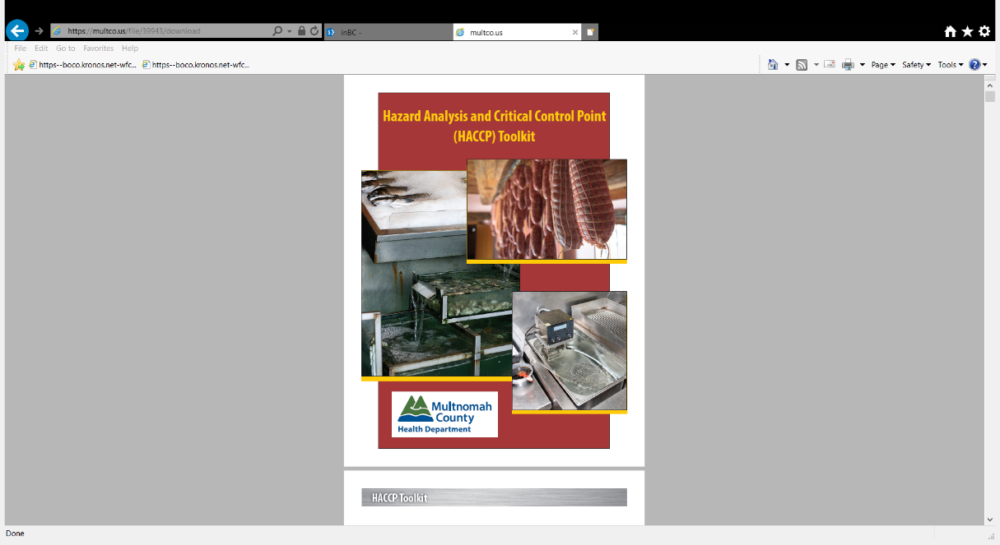 https://multco.us/file/39943/download
inBC -
multco.us
File Edit Go to Favorites Help
https--boco.kronos.net-wfc... https--boco.kronos.net-wfc...
Page Safety Tools
Hazard Analysis and Critical Control Point
(HACCP) Toolkit
Multnomah
County
Health Department
HACCP Toolkit
Done